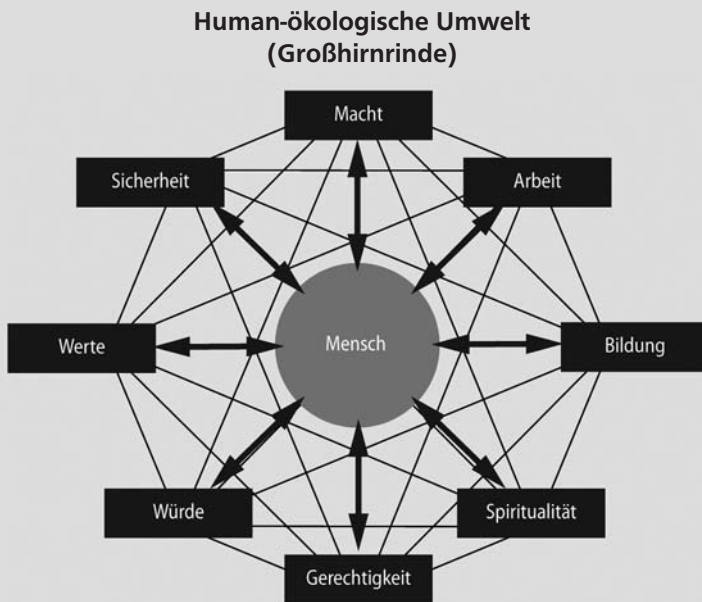 Human-ökologische Umwelt
(Großhirnrinde)
Macht
Sicherheit
Arbeit
Werte
Mensch
Bildung
Würde
Spiritualität
Gerechtigkeit